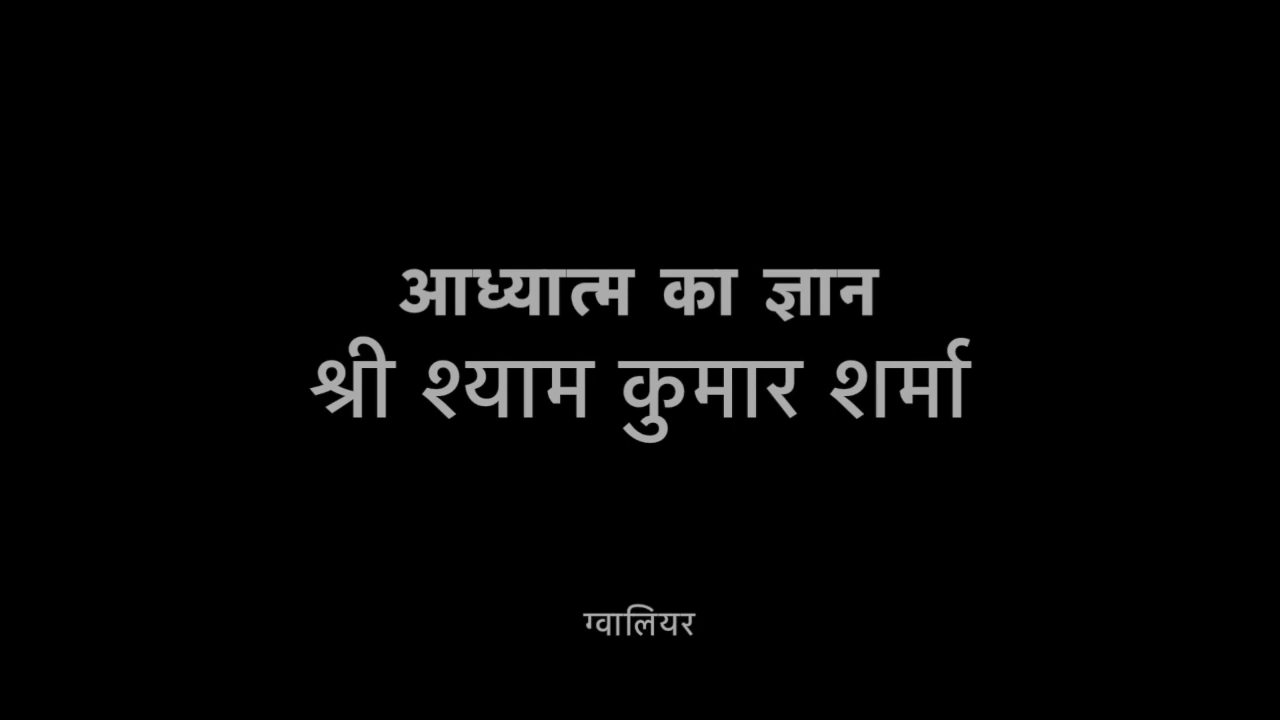 आध्यात्म का ज्ञान
श्री श्याम कुमार शर्मा
ग्वालियर